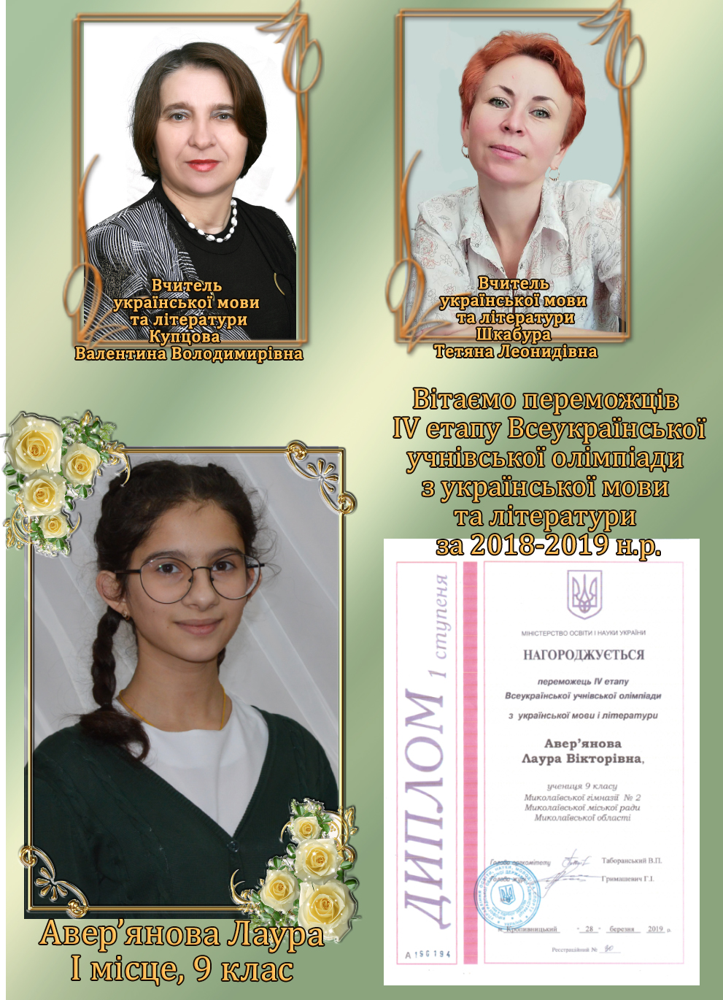 Вчитель
української мови
та літератури
Купцова
Валентина Володимирівна
Вчитель
української мови
та літератури
Шкабура
Тетяна Леонидівна
Вітаємо переможців
IV етапу Всеукраїнської
учнівської олімпіади
з української мови
та літератури
за 2018-2019 н.р.
Авер’янова Лаура
І місце, 9 клас
ДИПЛОМ 1 ступеня
А 190194
МІНІСТЕРСТВО ОСВІТИ І НАУКИ УКРАЇНИ
НАГОРОДЖУЄТЬСЯ
переможець IV етапу
Всеукраїнської учнівської олімпіади
з української мови і літератури
Авер’янова
Лаура Вікторівна,
учениця 9 класу
Миколаївської гімназії № 2
Миколаївської міської ради
Миколаївської області
Голова оргкомітету Таборанський В.П.
Голова журі Гримашевич Г.І.
м. Кропивницький - 28 - березня 2019 р.
Реєстраційний № 30